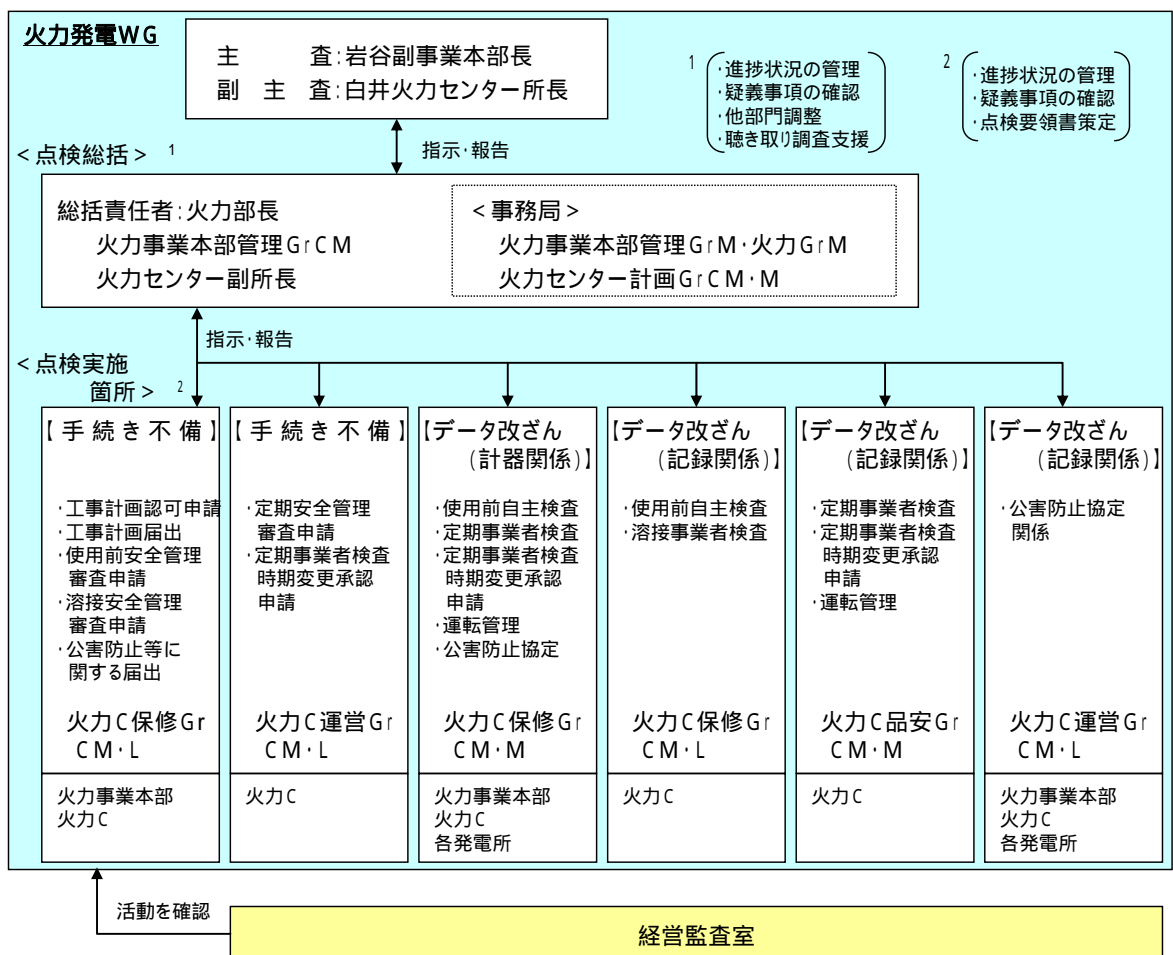 火力発電WG
主　　　査:岩谷副事業本部長
副　主　査:白井火力センター所長
1
・進捗状況の管理
・疑義事項の確認
・他部門調整
・聴き取り調査支援
2
・進捗状況の管理
・疑義事項の確認
・点検要領書策定
指示・報告
<点検総括> 1
総括責任者:火力部長
火力事業本部管理GrCM
火力センター副所長
<事務局>
火力事業本部管理GrM・火力GrM
火力センター計画GrCM・M
指示・報告
<点検実施
箇所> 2
【手続き不備】
・工事計画認可申請
・工事計画届出
・使用前安全管理
審査申請
・溶接安全管理
審査申請
・公害防止等に
関する届出
火力C保修Gr
CM・L
火力事業本部
火力C
【手続き不備】
・定期安全管理
審査申請
・定期事業者検査
時期変更承認
申請
火力C運営Gr
CM・L
火力C
【データ改ざん
(計器関係)】
・使用前自主検査
・定期事業者検査
・定期事業者検査
時期変更承認
申請
・運転管理
・公害防止協定
火力C保修Gr
CM・M
火力事業本部
火力C
各発電所
【データ改ざん
(記録関係)】
・使用前自主検査
・溶接事業者検査
火力C保修Gr
CM・L
火力C
【データ改ざん
(記録関係)】
・定期事業者検査
・定期事業者検査
時期変更承認
申請
・運転管理
火力C品安Gr
CM・M
火力C
【データ改ざん
(記録関係)】
・公害防止協定
関係
火力C運営Gr
CM・L
火力事業本部
火力C
各発電所
活動を確認
経営監査室